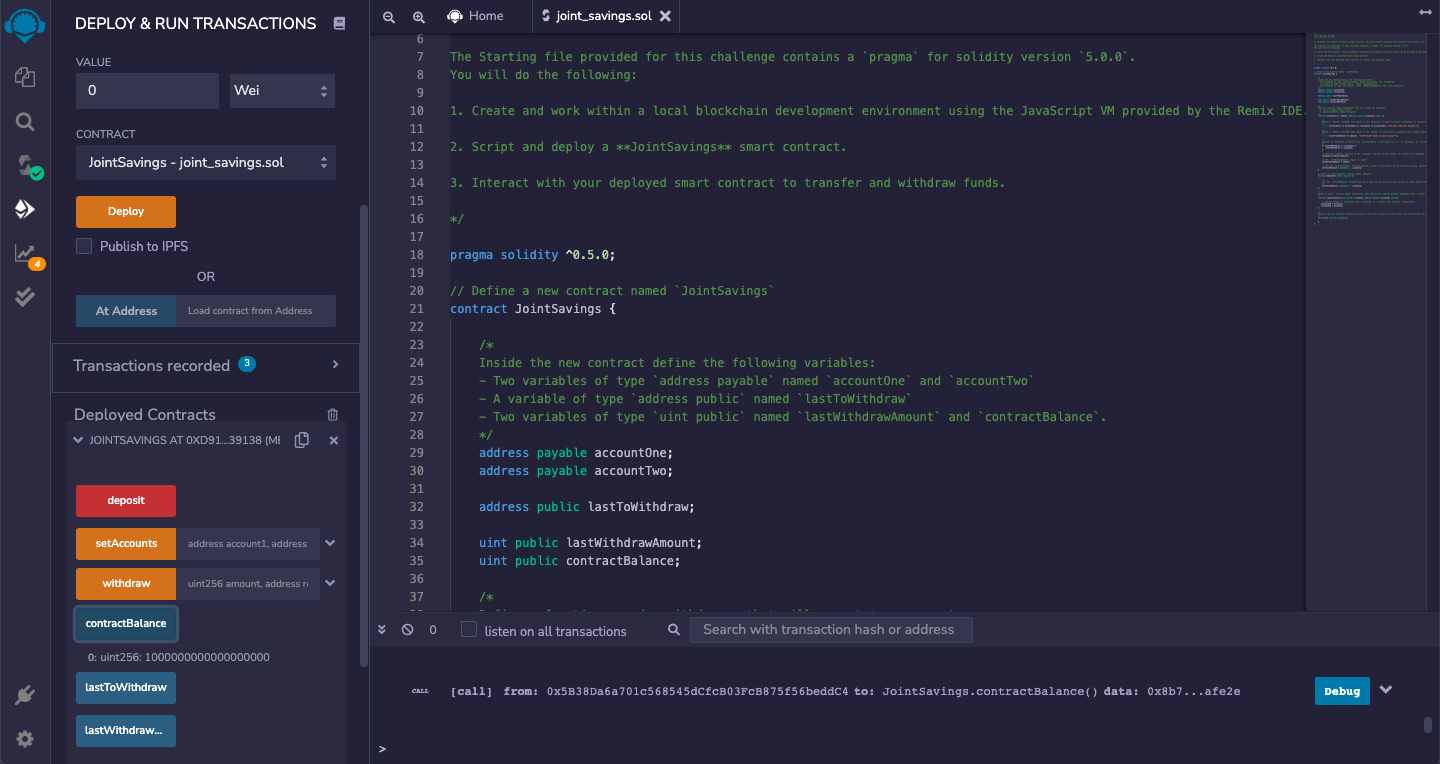 DEPLOY & RUN TRANSACTIONS
VALUE
0
Wei
CONTRACT
JointSavings - joint_savings.sol
Deploy
Publish to IPFS
OR
At Address
Load contract from Address
Transactions recorded 3
Deployed Contracts
JOINTSAVINGS AT 0XD91...39138 (ME
deposit
setAccounts
address account1, address
withdraw
uint256 amount, address re
contractBalance
0: uint256: 1000000000000000000
lastToWithdraw
lastWithdraw...
4
Home
joint_savings.sol
6
7 The Starting file provided for this challenge contains a `pragma` for solidity version `5.0.0`.
8 You will do the following:
9
10 1. Create and work within a local blockchain development environment using the JavaScript VM provided by the Remix IDE.
11
12 2. Script and deploy a **JointSavings** smart contract.
13
14 3. Interact with your deployed smart contract to transfer and withdraw funds.
15
16 */
17
18 pragma solidity ^0.5.0;
19
20 // Define a new contract named `JointSavings`
21 contract JointSavings {
22
23 /*
24 Inside the new contract define the following variables:
25 - Two variables of type `address payable` named `accountOne` and `accountTwo`
26 - A variable of type `address public` named `lastToWithdraw`
27 - Two variables of type `uint public` named `lastWithdrawAmount` and `contractBalance`.
28 */
29 address payable accountOne;
30 address payable accountTwo;
31
32 address public lastToWithdraw;
33
34 uint public lastWithdrawAmount;
35 uint public contractBalance;
36
37 /*
0
listen on all transactions
Search with transaction hash or address
CALL [call] from: 0x5B38Da6a701c568545dCfcB03FcB875f56beddC4 to: JointSavings.contractBalance() data: 0x8b7...afe2e
Debug
>